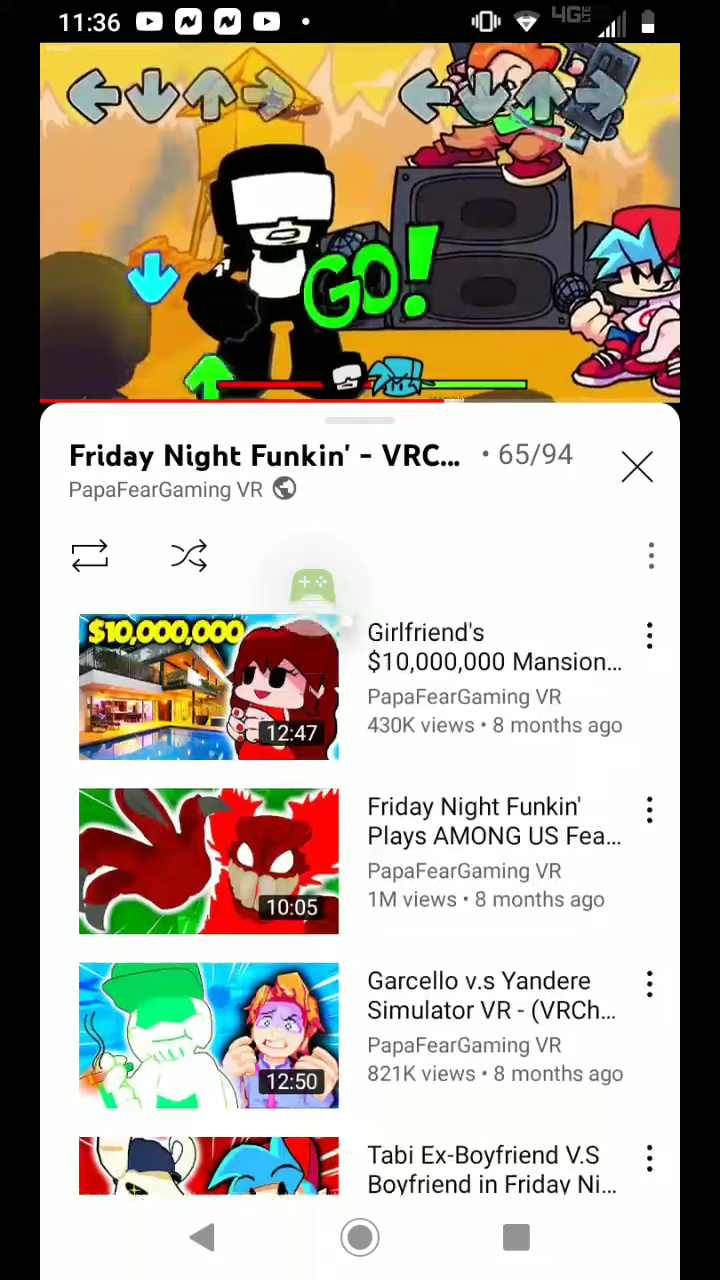 11:36
4G LTE
GO!
Friday Night Funkin' - VRC... • 65/94
PapaFearGaming VR
$10,000,000
12:47
Girlfriend's
$10,000,000 Mansion...
PapaFearGaming VR
430K views • 8 months ago
10:05
Friday Night Funkin'
Plays AMONG US Fea...
PapaFearGaming VR
1M views • 8 months ago
12:50
Garcello v.s Yandere
Simulator VR - (VRCh...
PapaFearGaming VR
821K views • 8 months ago
Tabi Ex-Boyfriend V.S
Boyfriend in Friday Ni...